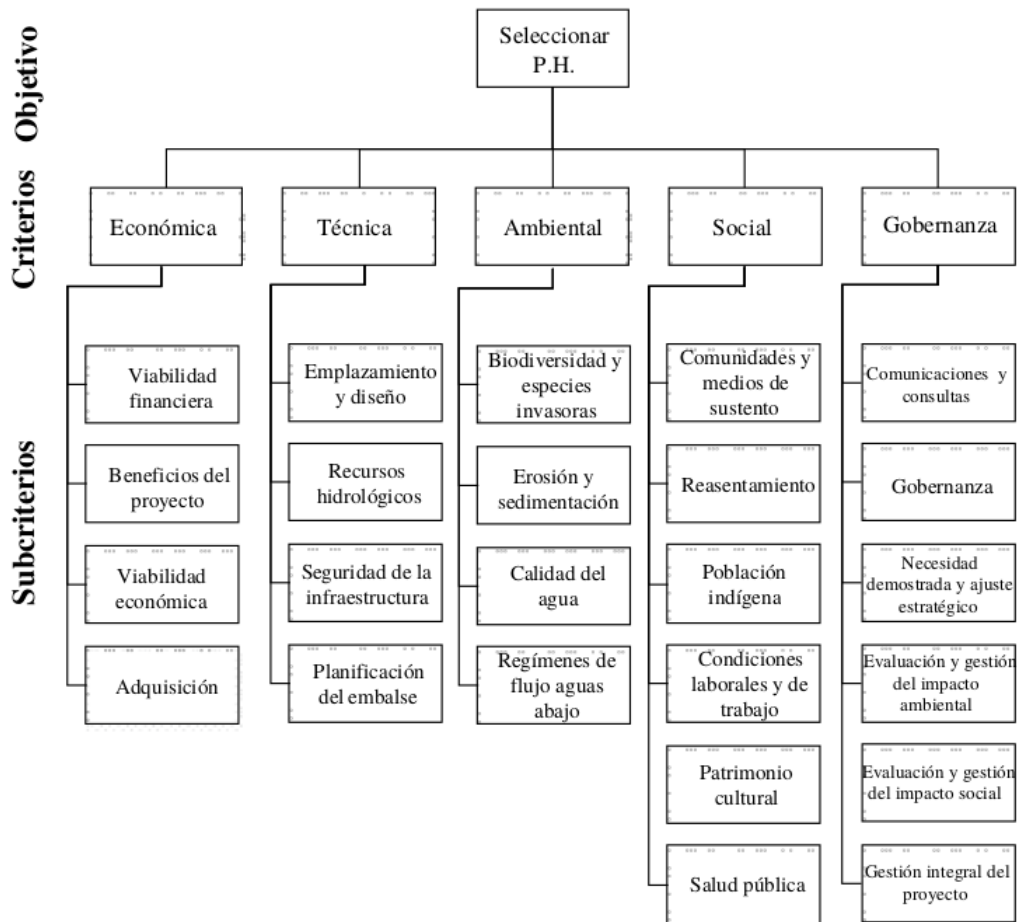 Objetivo
Seleccionar
P.H.
Criterios
Económica
Técnica
Ambiental
Social
Gobernanza
Subcriterios
Viabilidad
financiera
Beneficios del
proyecto
Viabilidad
económica
Adquisición
Emplazamiento
y diseño
Recursos
hidrológicos
Seguridad de la
infraestructura
Planificación
del embalse
Biodiversidad y
especies
invasoras
Erosión y
sedimentación
Calidad del
agua
Regímenes de
flujo aguas
abajo
Comunidades y
medios de
sustento
Reasentamiento
Población
indígena
Condiciones
laborales y de
trabajo
Patrimonio
cultural
Salud pública
Comunicaciones y
consultas
Gobernanza
Necesidad
demostrada y ajuste
estratégico
Evaluación y gestión
del impacto
ambiental
Evaluación y gestión
del impacto social
Gestión integral del
proyecto